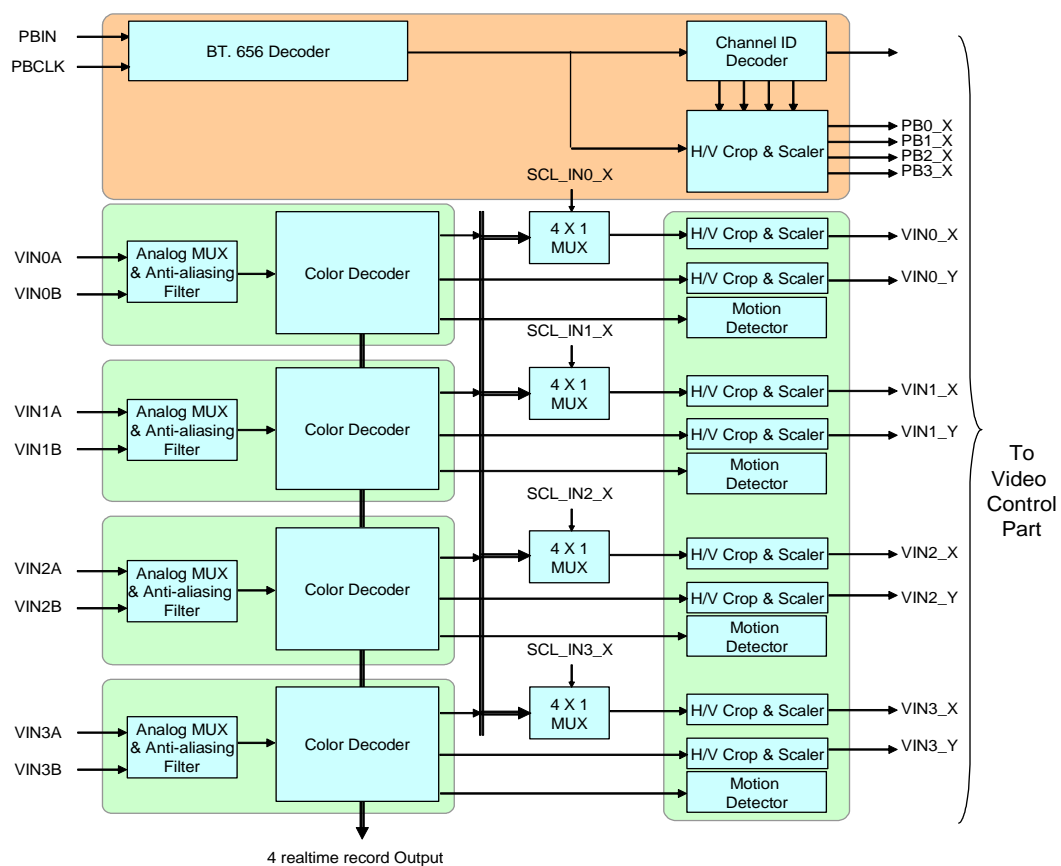 PBIN
PBCLK
BT. 656 Decoder
Channel ID
Decoder
H/V Crop & Scaler
PB0_X
PB1_X
PB2_X
PB3_X
SCL_IN0_X
VIN0A
VIN0B
Analog MUX
& Anti-aliasing
Filter
Color Decoder
4 X 1
MUX
H/V Crop & Scaler
H/V Crop & Scaler
Motion
Detector
VIN0_X
VIN0_Y
SCL_IN1_X
VIN1A
VIN1B
Analog MUX
& Anti-aliasing
Filter
Color Decoder
4 X 1
MUX
H/V Crop & Scaler
H/V Crop & Scaler
Motion
Detector
VIN1_X
VIN1_Y
To
Video
Control
Part
SCL_IN2_X
VIN2A
VIN2B
Analog MUX
& Anti-aliasing
Filter
Color Decoder
4 X 1
MUX
H/V Crop & Scaler
H/V Crop & Scaler
Motion
Detector
VIN2_X
VIN2_Y
SCL_IN3_X
VIN3A
VIN3B
Analog MUX
& Anti-aliasing
Filter
Color Decoder
4 X 1
MUX
H/V Crop & Scaler
H/V Crop & Scaler
Motion
Detector
VIN3_X
VIN3_Y
4 realtime record Output